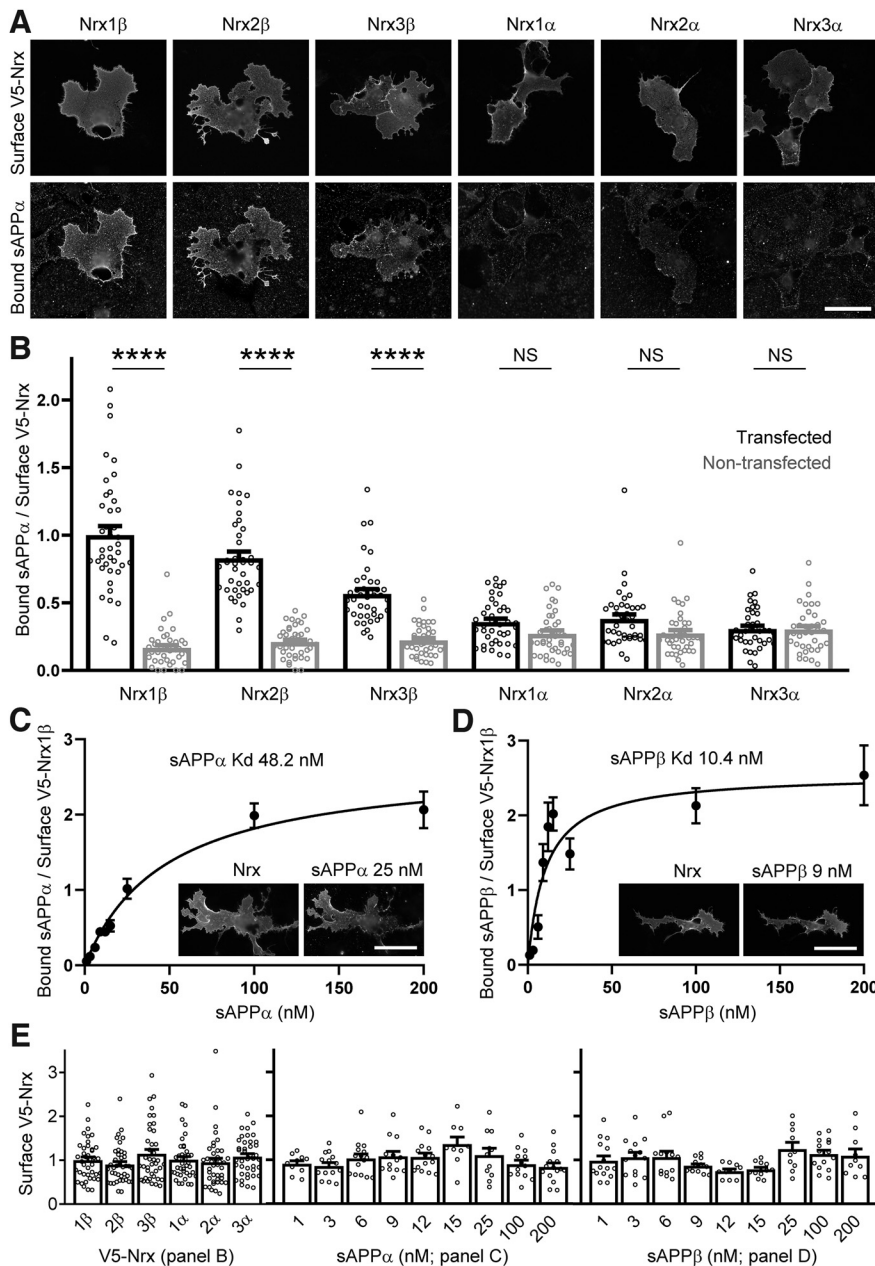 A
Nrx1β Nrx2β Nrx3β Nrx1α Nrx2α Nrx3α
Surface V5-Nrx
Bound sAPPα
B
**** **** **** NS NS NS
Bound sAPPα / Surface V5-Nrx
2.0
1.5
1.0
0.5
0.0
Transfected
Non-transfected
Nrx1β Nrx2β Nrx3β Nrx1α Nrx2α Nrx3α
C
Bound sAPPα / Surface V5-Nrx1β
3
2
1
0
sAPPα Kd 48.2 nM
Nrx sAPPα 25 nM
0 50 100 150 200
sAPPα (nM)
D
Bound sAPPβ / Surface V5-Nrx1β
3
2
1
0
sAPPβ Kd 10.4 nM
Nrx sAPPβ 9 nM
0 50 100 150 200
sAPPβ (nM)
E
Surface V5-Nrx
3
2
1
0
1β 2β 3β 1α 2α 3α
V5-Nrx (panel B)
1 3 6 9 12 15 25 100 200
sAPPα (nM; panel C)
1 3 6 9 12 15 25 100 200
sAPPβ (nM; panel D)